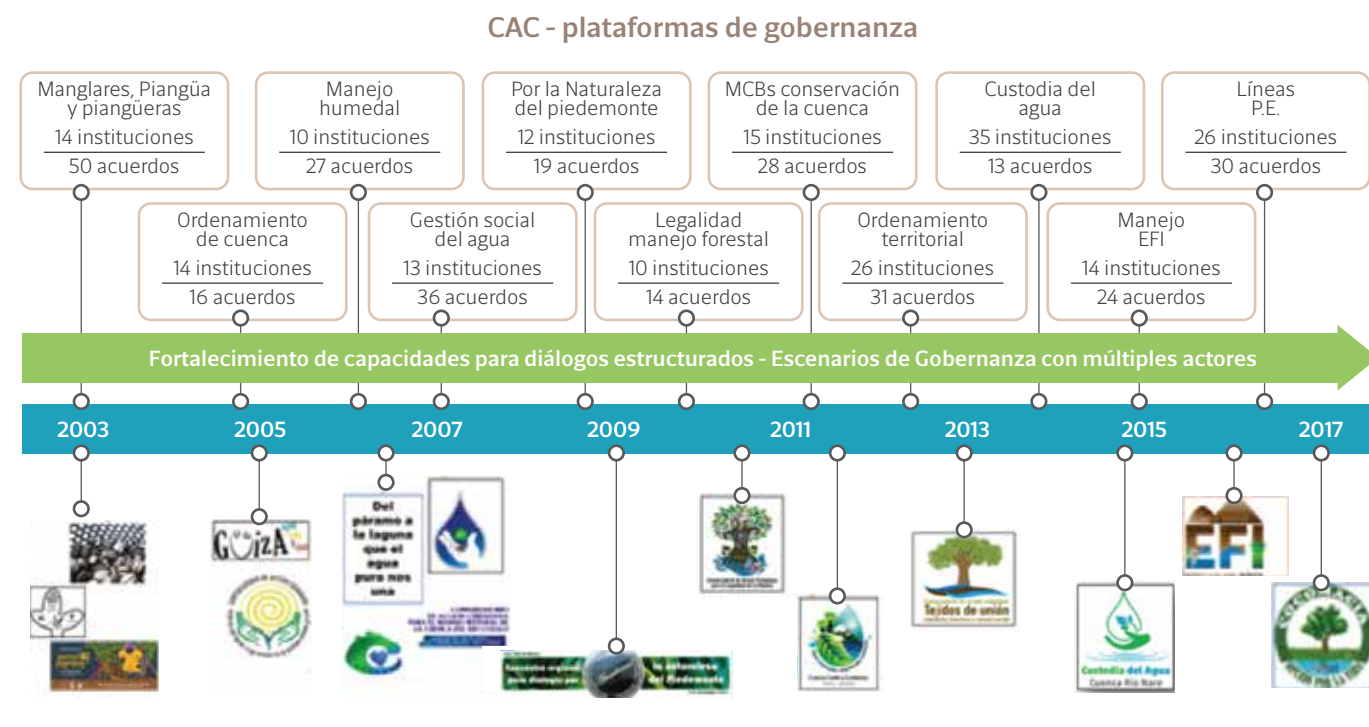 CAC - plataformas de gobernanza
Manglares, Piangüa
y piangüeras
14 instituciones
50 acuerdos
Manejo
humedal
10 instituciones
27 acuerdos
Por la Naturaleza
del piedemonte
12 instituciones
19 acuerdos
MCBs conservación
de la cuenca
15 instituciones
28 acuerdos
Custodia del
agua
35 instituciones
13 acuerdos
Líneas
P.E.
26 instituciones
30 acuerdos
Ordenamiento
de cuenca
14 instituciones
16 acuerdos
Gestión social
del agua
13 instituciones
36 acuerdos
Legalidad
manejo forestal
10 instituciones
14 acuerdos
Ordenamiento
territorial
26 instituciones
31 acuerdos
Manejo
EFI
14 instituciones
24 acuerdos
Fortalecimiento de capacidades para diálogos estructurados - Escenarios de Gobernanza con múltiples actores
2003 2005 2007 2009 2011 2013 2015 2017
GüizA
Del
páramo a
la laguna
que el
agua
pura nos
una
Tejidos de unión
Custodia del Agua
Cuenca Río Nare
EFI